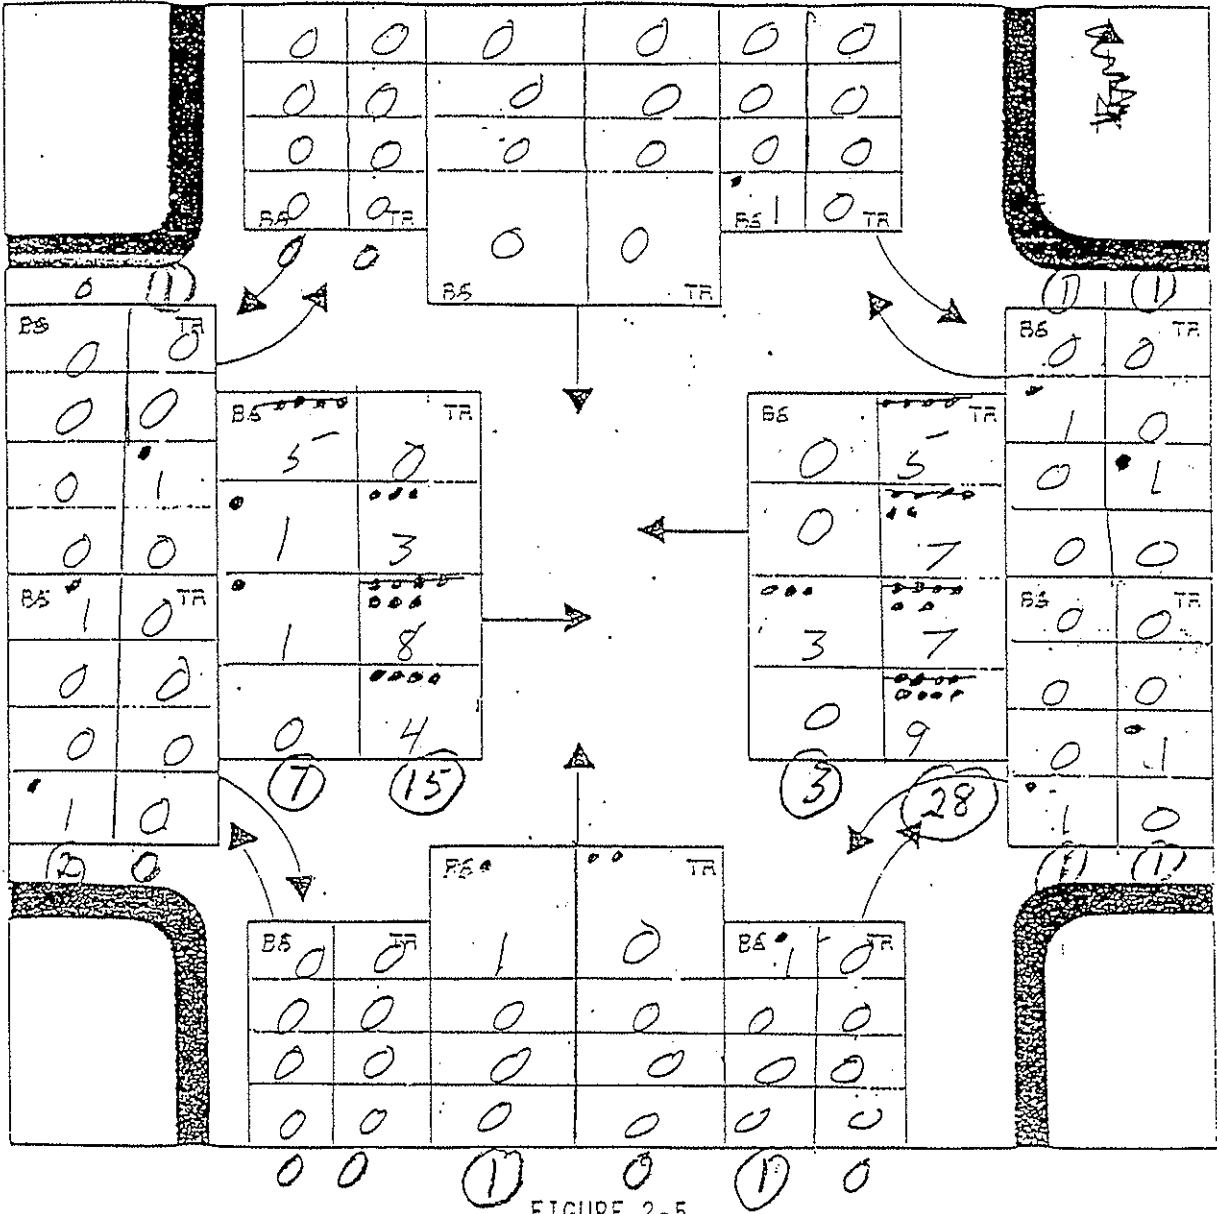 0 0 0 0 0 0
0 0 0 0 0 0
0 0 0 0 0 0
BS 0 0 TR BS 1 0 TR
0 0 0 0
BS TR
0 1 1 1
BS 0 0 TR BS 0 0 TR
0 0 1 0
0 1 0 1
0 0 0 0
BS 5 0 TR BS 0 5 TR
1 3 0 7
1 8 3 7
0 4 0 9
7 15 3 28
BS 1 0 TR BS 0 0 TR
0 0 0 0
0 0 0 1
1 0 1 0
2 0 1 1
BS TR
BS 0 0 TR 1 0 BS 1 0 TR
0 0 0 0 0 0
0 0 0 0 0 0
0 0 0 0 0 0
0 0 1 0 1 0
FIGURE 2-5